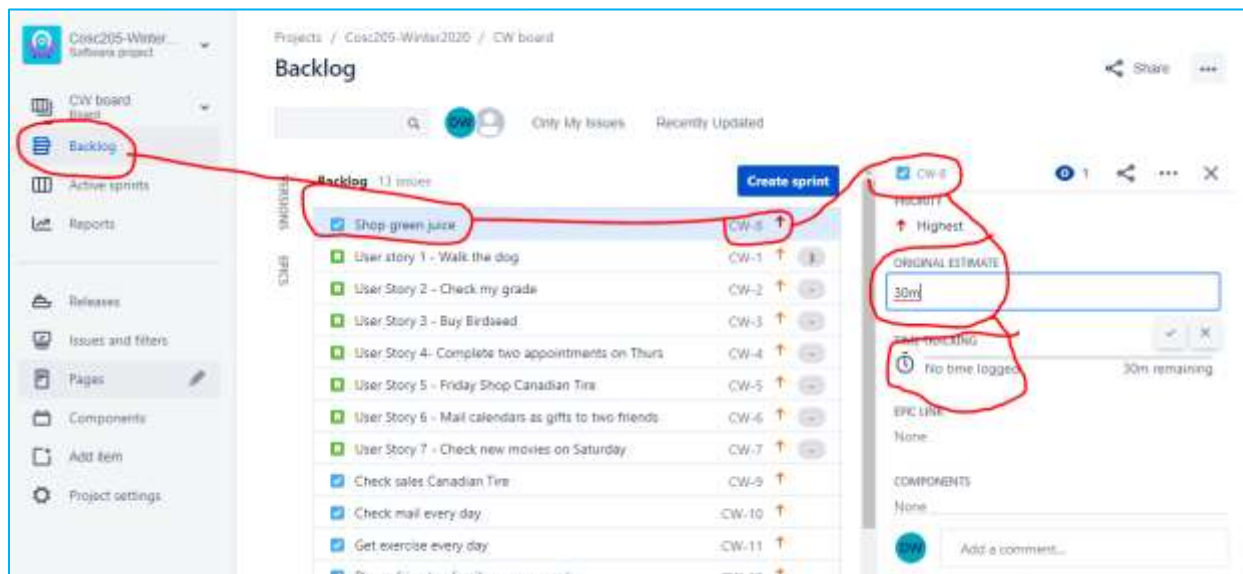 Cosc205-Winter...
Software project
CW board
Board
Backlog
Active sprints
Reports
Releases
Issues and filters
Pages
Components
Add item
Project settings
Projects / Cosc205-Winter2020 / CW board
Backlog
Share
DW
Only My Issues
Recently Updated
VERSIONS
EPICS
Backlog 13 issues
Create sprint
Shop green juice CW-8
User story 1 - Walk the dog CW-1
User Story 2 - Check my grade CW-2 -
User Story 3 - Buy Birdseed CW-3 -
User Story 4- Complete two appointments on Thurs CW-4 -
User Story 5 - Friday Shop Canadian Tire CW-5 -
User Story 6 - Mail calendars as gifts to two friends CW-6 -
User Story 7 - Check new movies on Saturday CW-7 -
Check sales Canadian Tire CW-9
Check mail every day CW-10
Get exercise every day CW-11
CW-8
1
PRIORITY
Highest
ORIGINAL ESTIMATE
30m
TIME TRACKING
No time logged 30m remaining
EPIC LINK
None
COMPONENTS
None
DW
Add a comment...